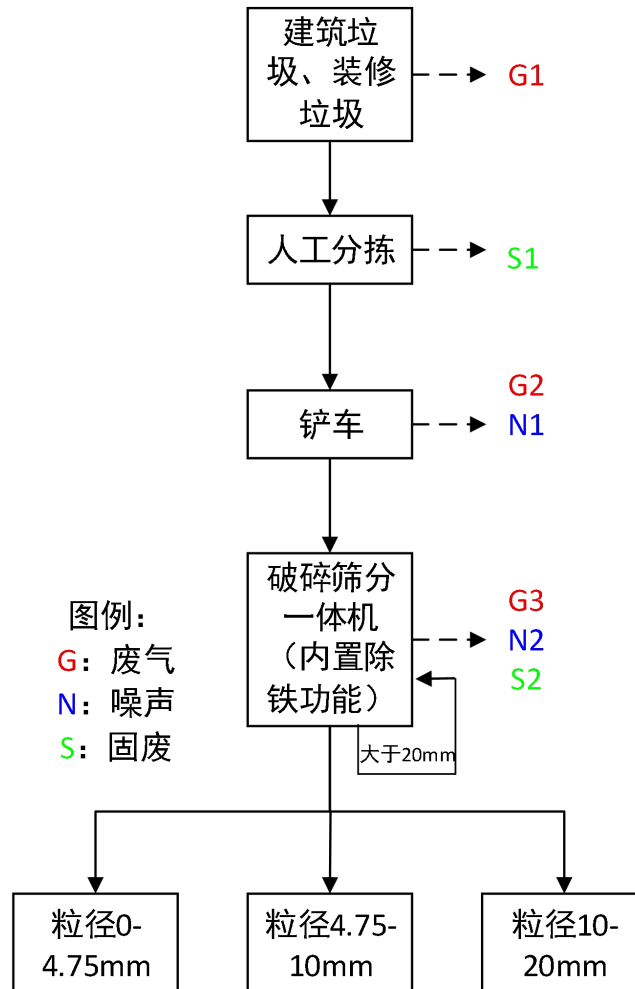 建筑垃
圾、装修
垃圾
G1
人工分拣
S1
铲车
G2
N1
破碎筛分
一体机
（内置除
铁功能）
G3
N2
S2
大于20mm
图例：
G：废气
N：噪声
S：固废
粒径0-
4.75mm
粒径4.75-
10mm
粒径10-
20mm